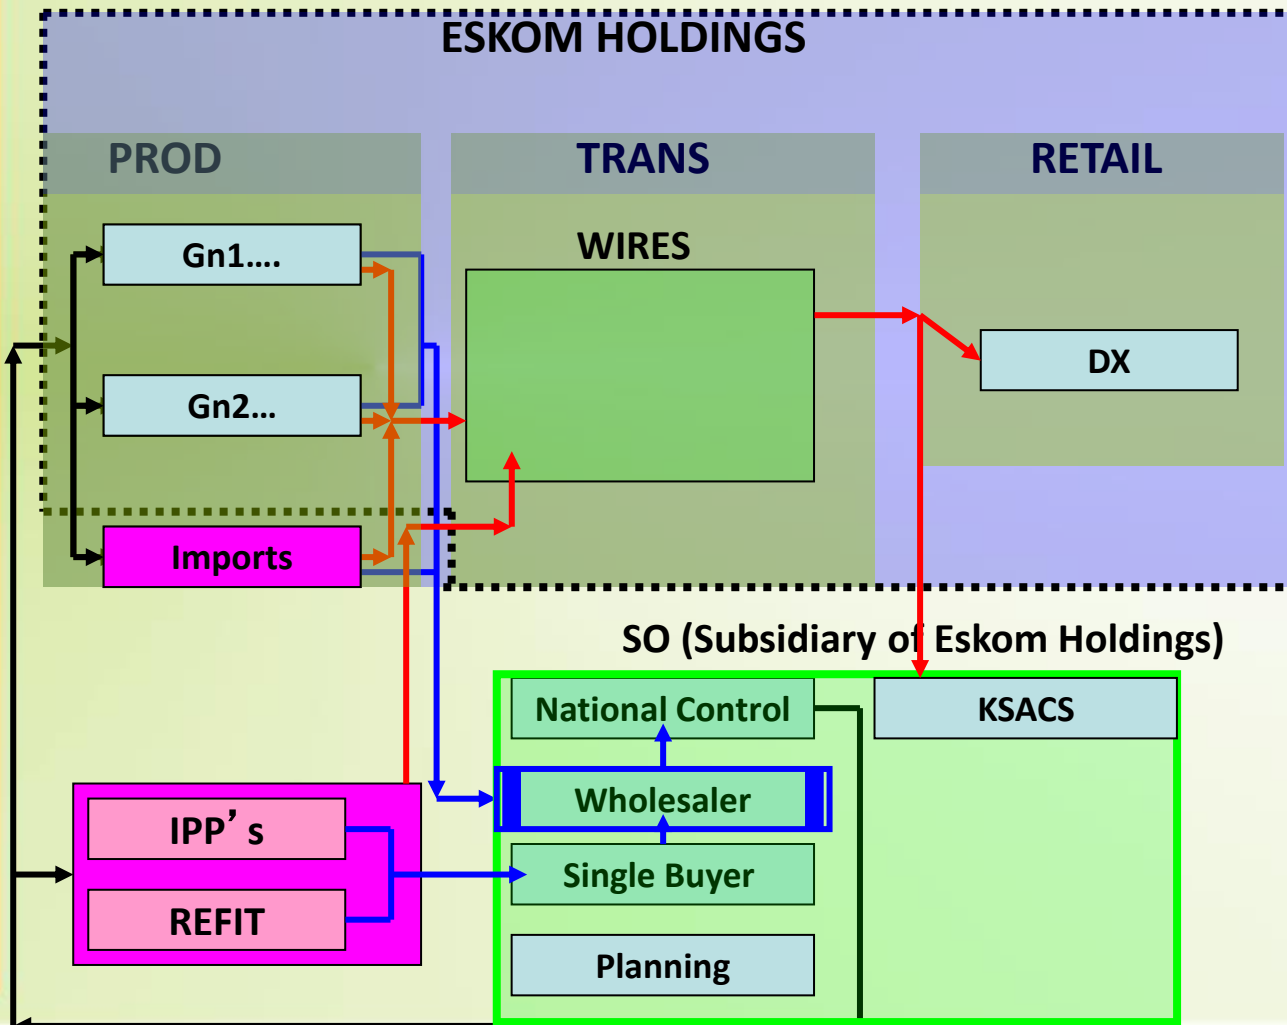 ESKOM HOLDINGS
PROD
TRANS
RETAIL
WIRES
Gn1....
Gn2...
Imports
DX
SO (Subsidiary of Eskom Holdings)
National Control
KSACS
Wholesaler
Single Buyer
Planning
IPP’s
REFIT